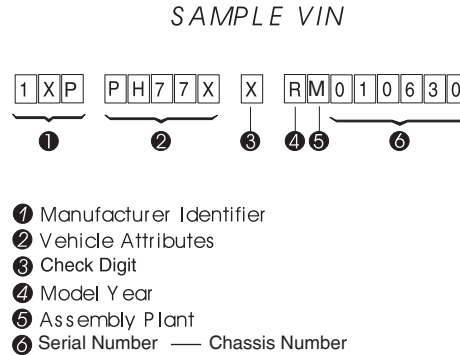 SAMPLE VIN
1XP PH77X X RM010630
1 2 3 4 5 6
1 Manufacturer Identifier
2 Vehicle Attributes
3 Check Digit
4 Model Year
5 Assembly Plant
6 Serial Number — Chassis Number